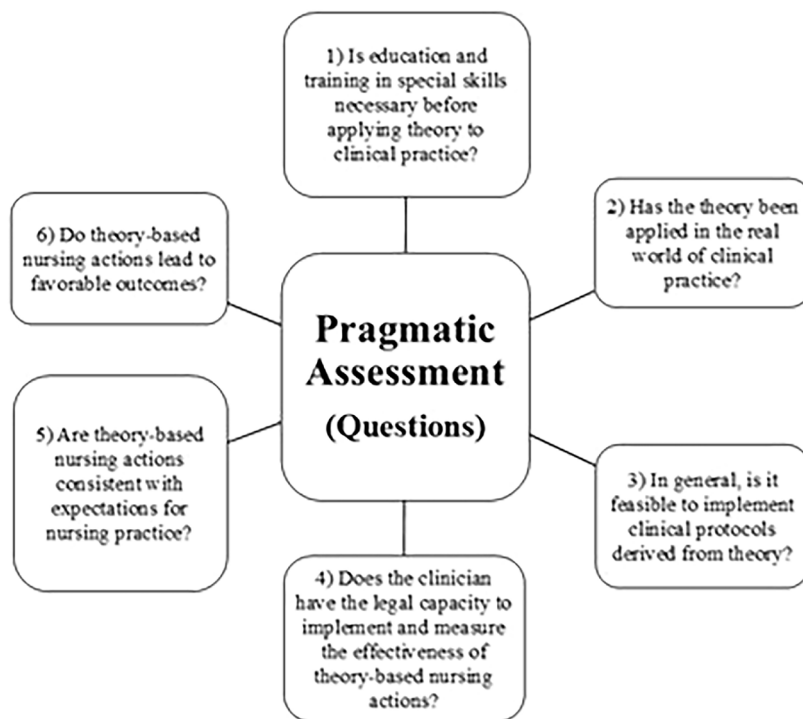 1) Is education and
training in special skills
necessary before
applying theory to
clinical practice?
2) Has the theory been
applied in the real
world of clinical
practice?
3) In general, is it
feasible to implement
clinical protocols
derived from theory?
4) Does the clinician
have the legal capacity to
implement and measure
the effectiveness of
theory-based nursing
actions?
5) Are theory-based
nursing actions
consistent with
expectations for
nursing practice?
6) Do theory-based
nursing actions lead to
favorable outcomes?
Pragmatic
Assessment
(Questions)